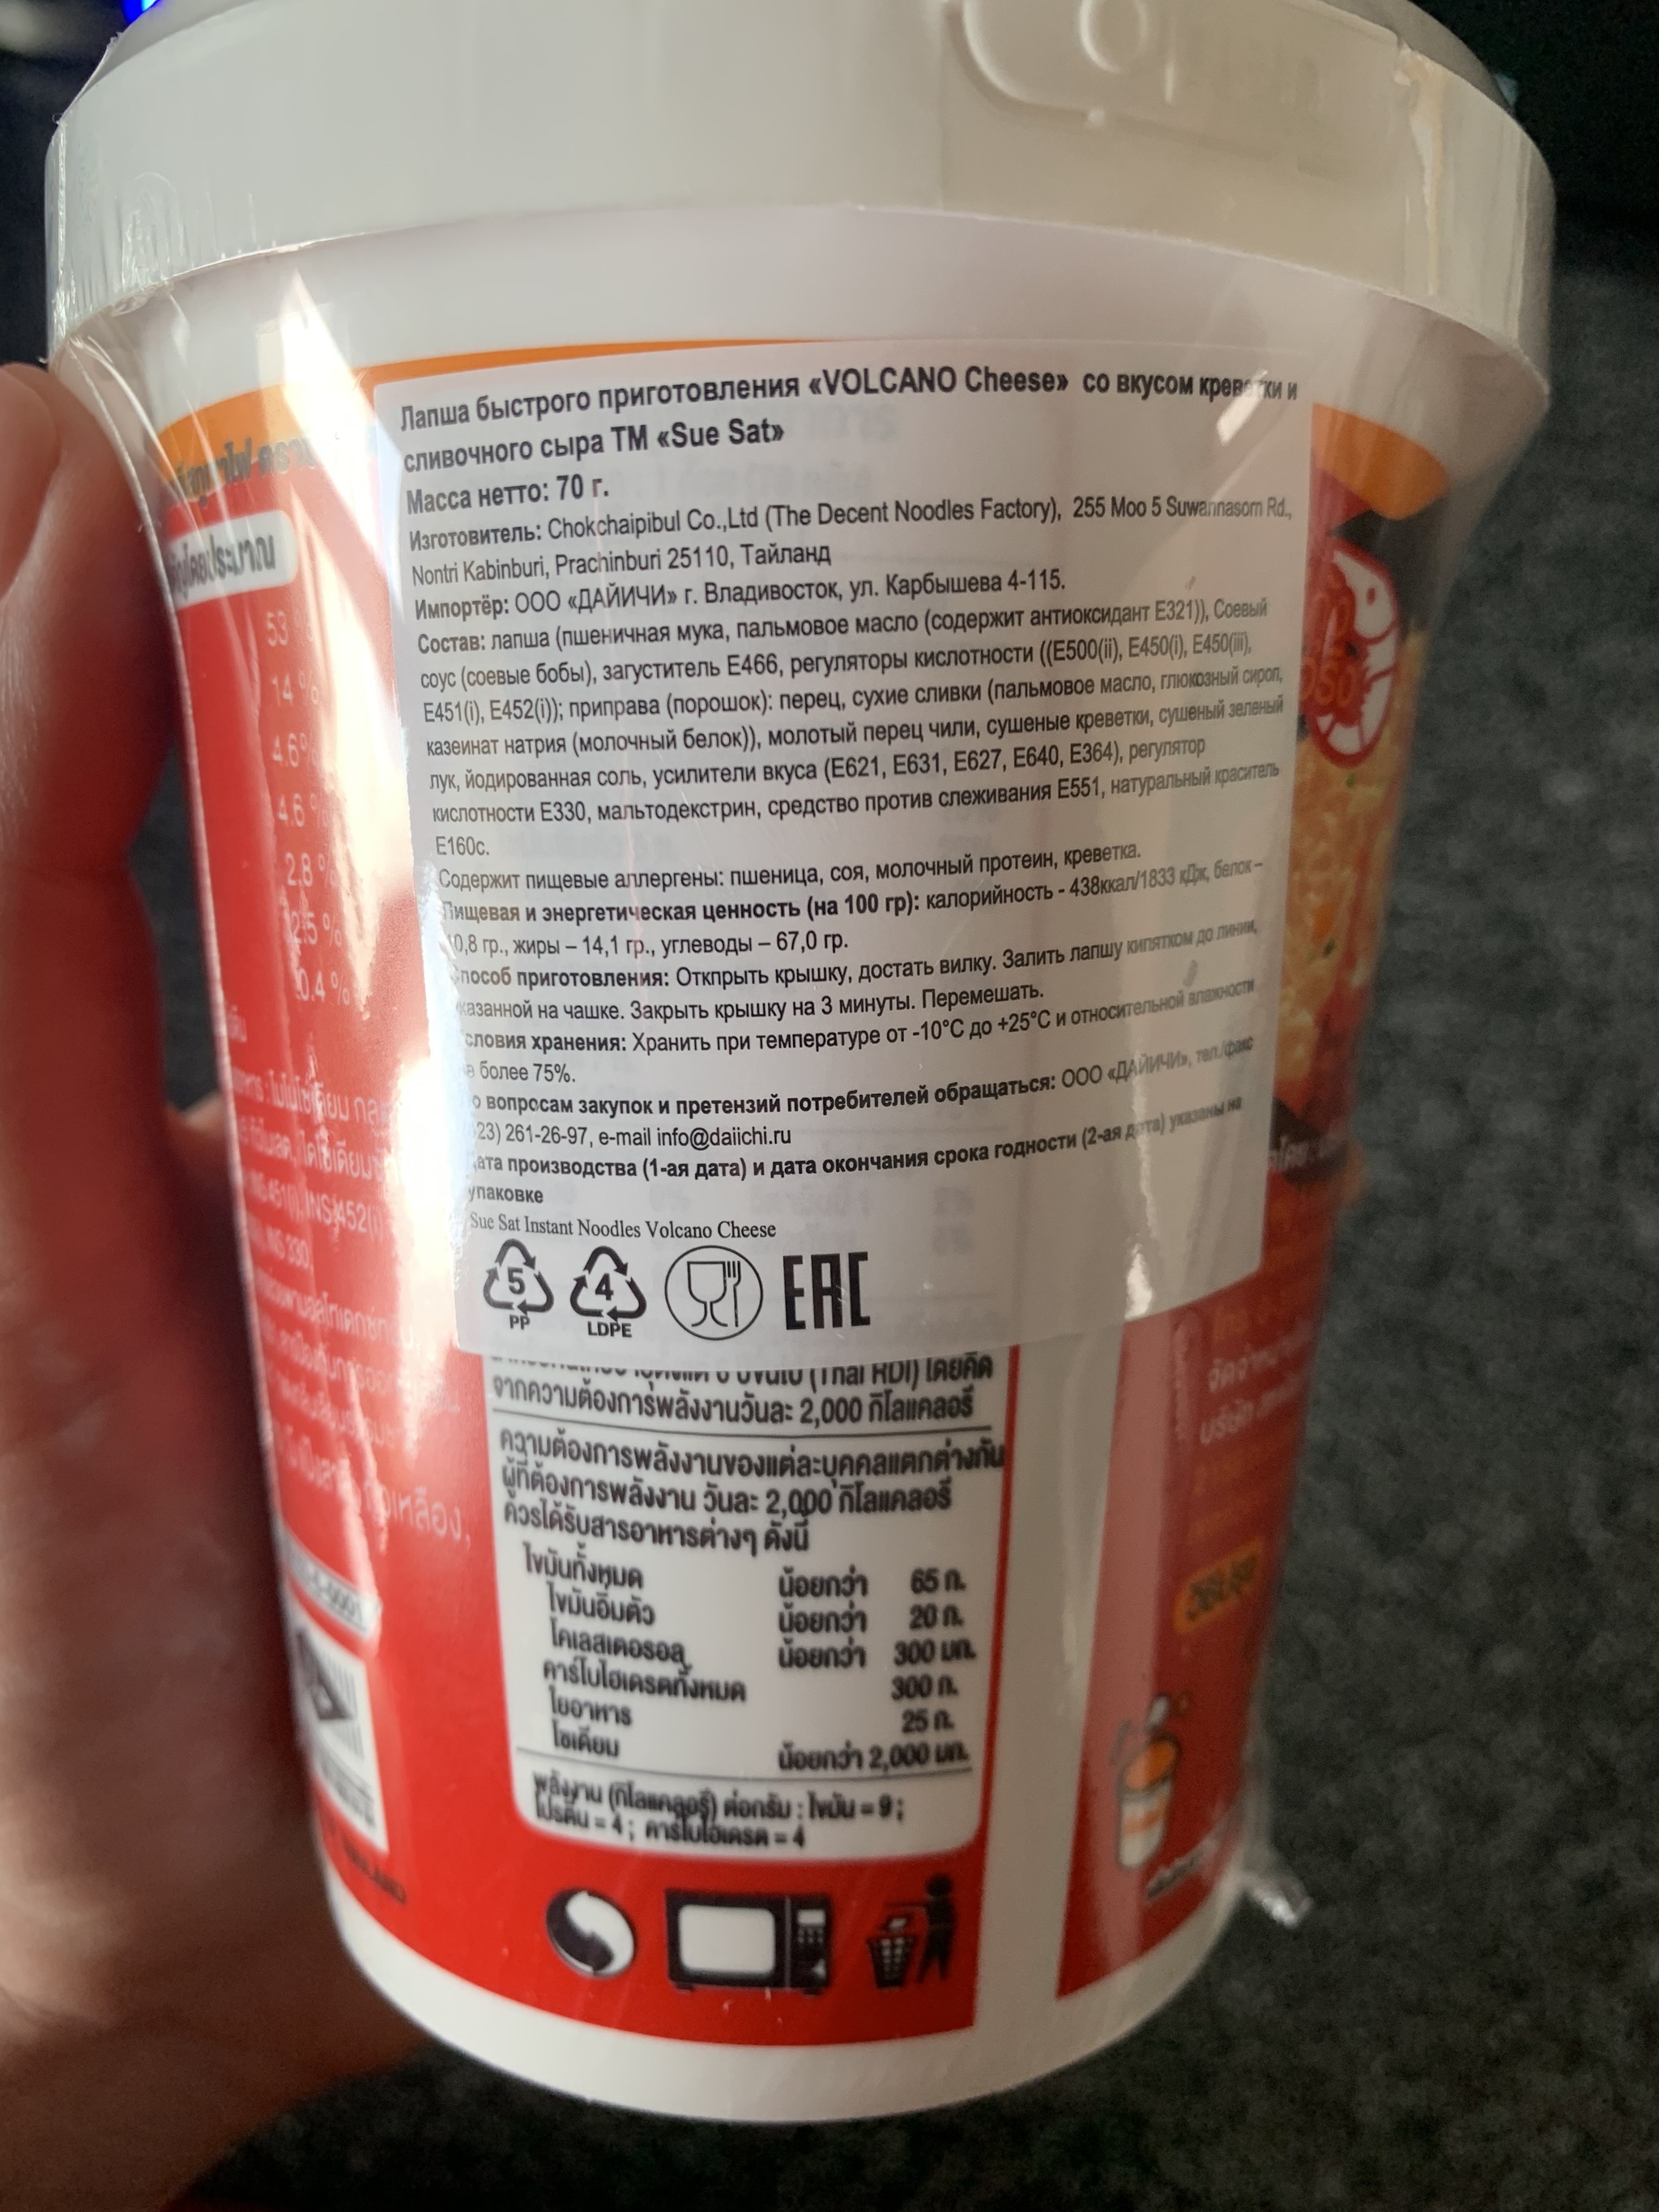 Лапша быстрого приготовления «VOLCANO Cheese» со вкусом креветки и
сливочного сыра ТМ «Sue Sat»
Масса нетто: 70 г.
Изготовитель: Chokchaipibul Co.,Ltd (The Decent Noodles Factory), 255 Moo 5 Suwannasorn Rd.,
Nontri Kabinburi, Prachinburi 25110, Тайланд
Импортёр: ООО «ДАЙИЧИ» г. Владивосток, ул. Карбышева 4-115.
Состав: лапша (пшеничная мука, пальмовое масло (содержит антиоксидант Е321)), Соевый
соус (соевые бобы), загуститель Е466, регуляторы кислотности ((Е500(ii), Е450(i), Е450(iii),
Е451(i), Е452(i)); приправа (порошок): перец, сухие сливки (пальмовое масло, глюкозный сироп,
казеинат натрия (молочный белок)), молотый перец чили, сушеные креветки, сушеный зеленый
лук, йодированная соль, усилители вкуса (Е621, Е631, Е627, Е640, Е364), регулятор
кислотности Е330, мальтодекстрин, средство против слеживания Е551, натуральный краситель
Е160с.
Содержит пищевые аллергены: пшеница, соя, молочный протеин, креветка.
Пищевая и энергетическая ценность (на 100 гр): калорийность - 438ккал/1833 кДж, белок –
0,8 гр., жиры – 14,1 гр., углеводы – 67,0 гр.
пособ приготовления: Откпрыть крышку, достать вилку. Залить лапшу кипятком до линии,
казанной на чашке. Закрыть крышку на 3 минуты. Перемешать.
словия хранения: Хранить при температуре от -10°С до +25°С и относительной влажности
е более 75%.
о вопросам закупок и претензий потребителей обращаться: ООО «ДАЙИЧИ», тел./факс
23) 261-26-97, e-mail info@daiichi.ru
ата производства (1-ая дата) и дата окончания срока годности (2-ая дата) указаны на
упаковке
Sue Sat Instant Noodles Volcano Cheese
5 PP 4 LDPE EAC
(Thai RDI) โดยคิด
จากความต้องการพลังงานวันละ 2,000 กิโลแคลอรี
ความต้องการพลังงานของแต่ละบุคคลแตกต่างกัน
ผู้ที่ต้องการพลังงาน วันละ 2,000 กิโลแคลอรี
ควรได้รับสารอาหารต่างๆ ดังนี้
ไขมันทั้งหมด น้อยกว่า 65 ก.
ไขมันอิ่มตัว น้อยกว่า 20 ก.
โคเลสเตอรอล น้อยกว่า 300 มก.
คาร์โบไฮเดรตทั้งหมด 300 ก.
ใยอาหาร 25 ก.
โซเดียม น้อยกว่า 2,000 มก.
พลังงาน (กิโลแคลอรี) ต่อกรัม : ไขมัน = 9 ;
โปรตีน = 4 ; คาร์โบไฮเดรต = 4
53
14 %
4.6%
4.6 %
2.8 %
2.5 %
0.4 %